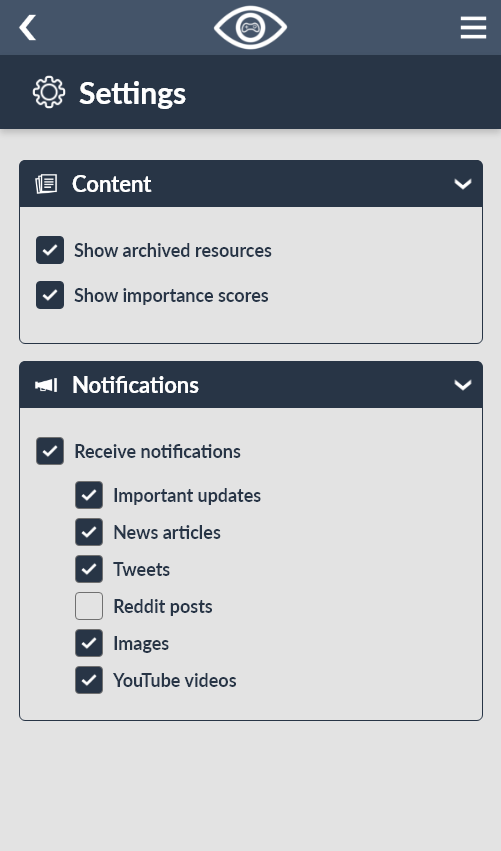 Settings
Content
Show archived resources
Show importance scores
Notifications
Receive notifications
Important updates
News articles
Tweets
Reddit posts
Images
YouTube videos